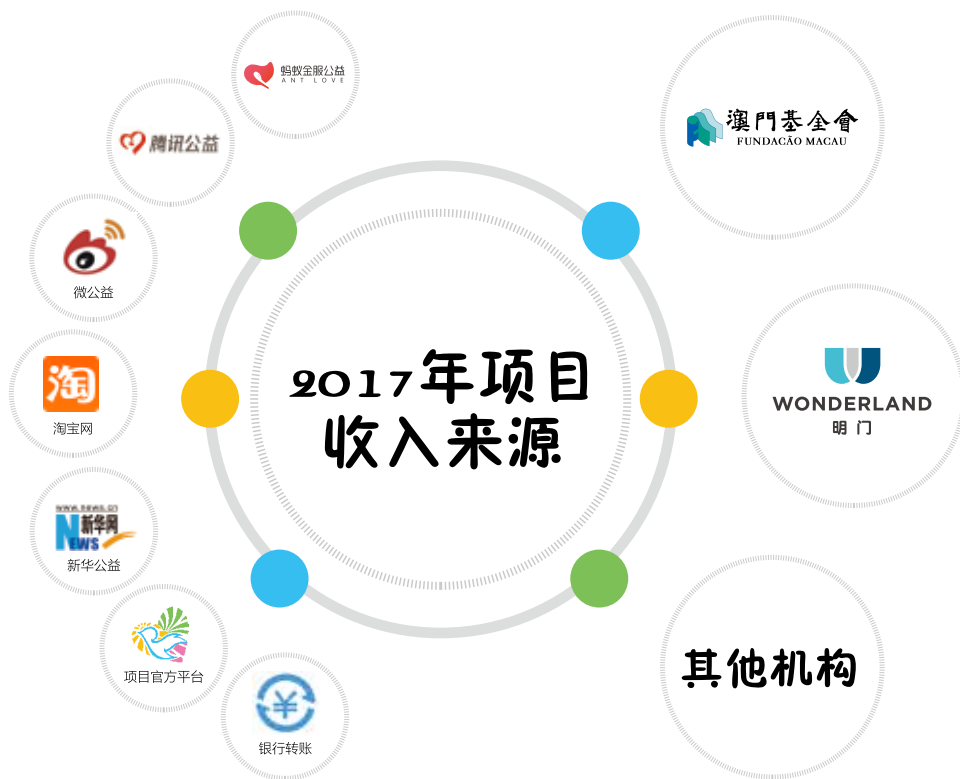 蚂蚁金服公益
ANT LOVE
腾讯公益
微公益
淘
淘宝网
www.news.cn
新华网
NEWS
新华公益
项目官方平台
¥
银行转账
2017年项目
收入来源
澳門基金會
FUNDACÃO MACAU
WONDERLAND
明门
其他机构